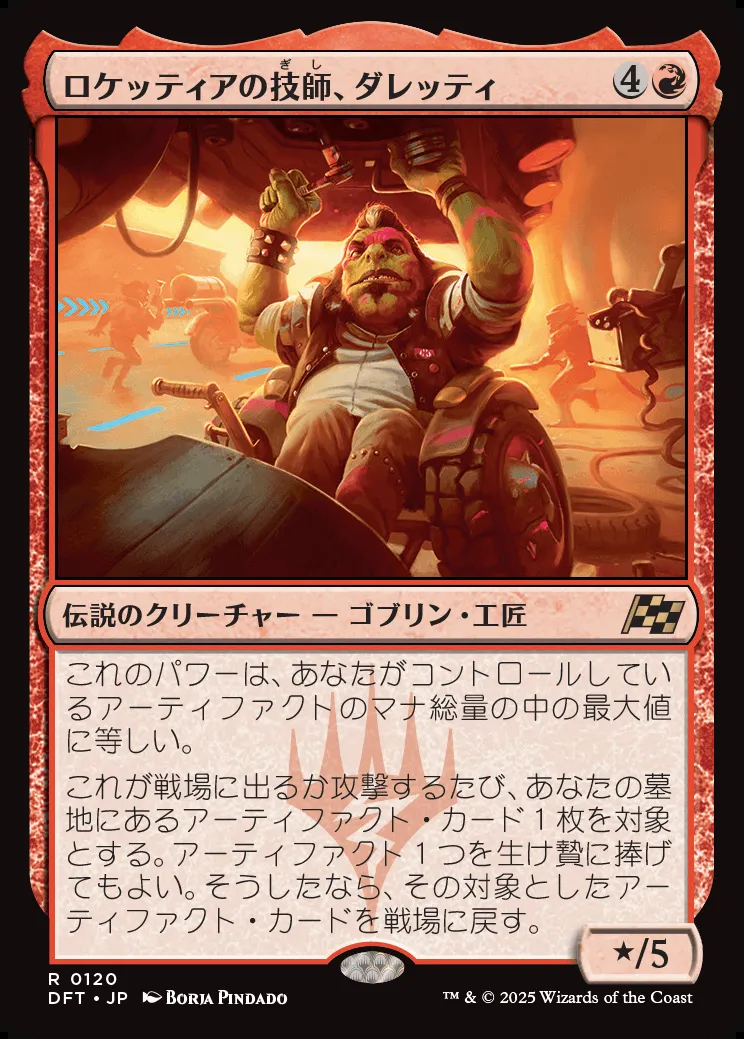 ロケッティアの技師、ダレッティ
ぎし
4
伝説のクリーチャー — ゴブリン・工匠
これのパワーは、あなたがコントロールしてい
るアーティファクトのマナ総量の中の最大値
に等しい。
これが戦場に出るか攻撃するたび、あなたの墓
地にあるアーティファクト・カード1枚を対象
とする。アーティファクト1つを生け贄に捧げ
てもよい。そうしたなら、その対象としたアー
ティファクト・カードを戦場に戻す。
★/5
R 0120
DFT • JP Borja Pindado
™ & © 2025 Wizards of the Coast